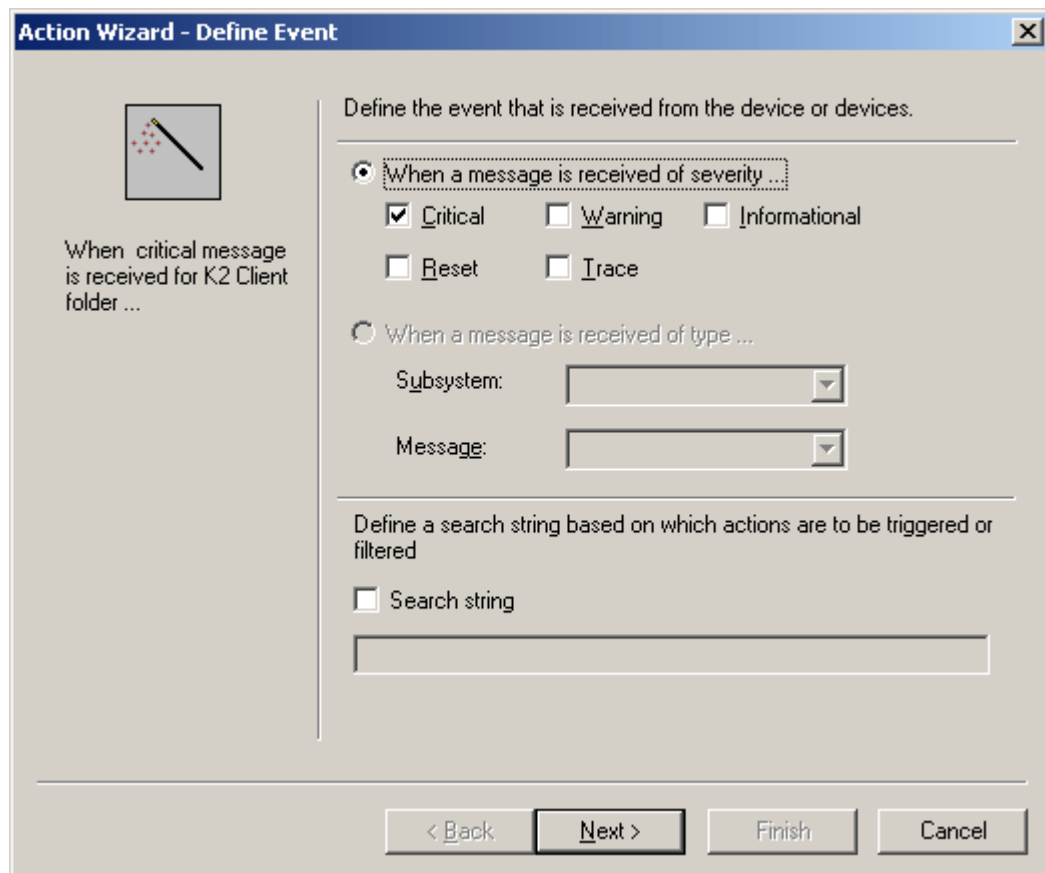 Action Wizard - Define Event
When critical message
is received for K2 Client
folder ...
Define the event that is received from the device or devices.
When a message is received of severity ...
Critical Warning Informational
Reset Trace
When a message is received of type ...
Subsystem:
Message:
Define a search string based on which actions are to be triggered or
filtered
Search string
< Back Next > Finish Cancel